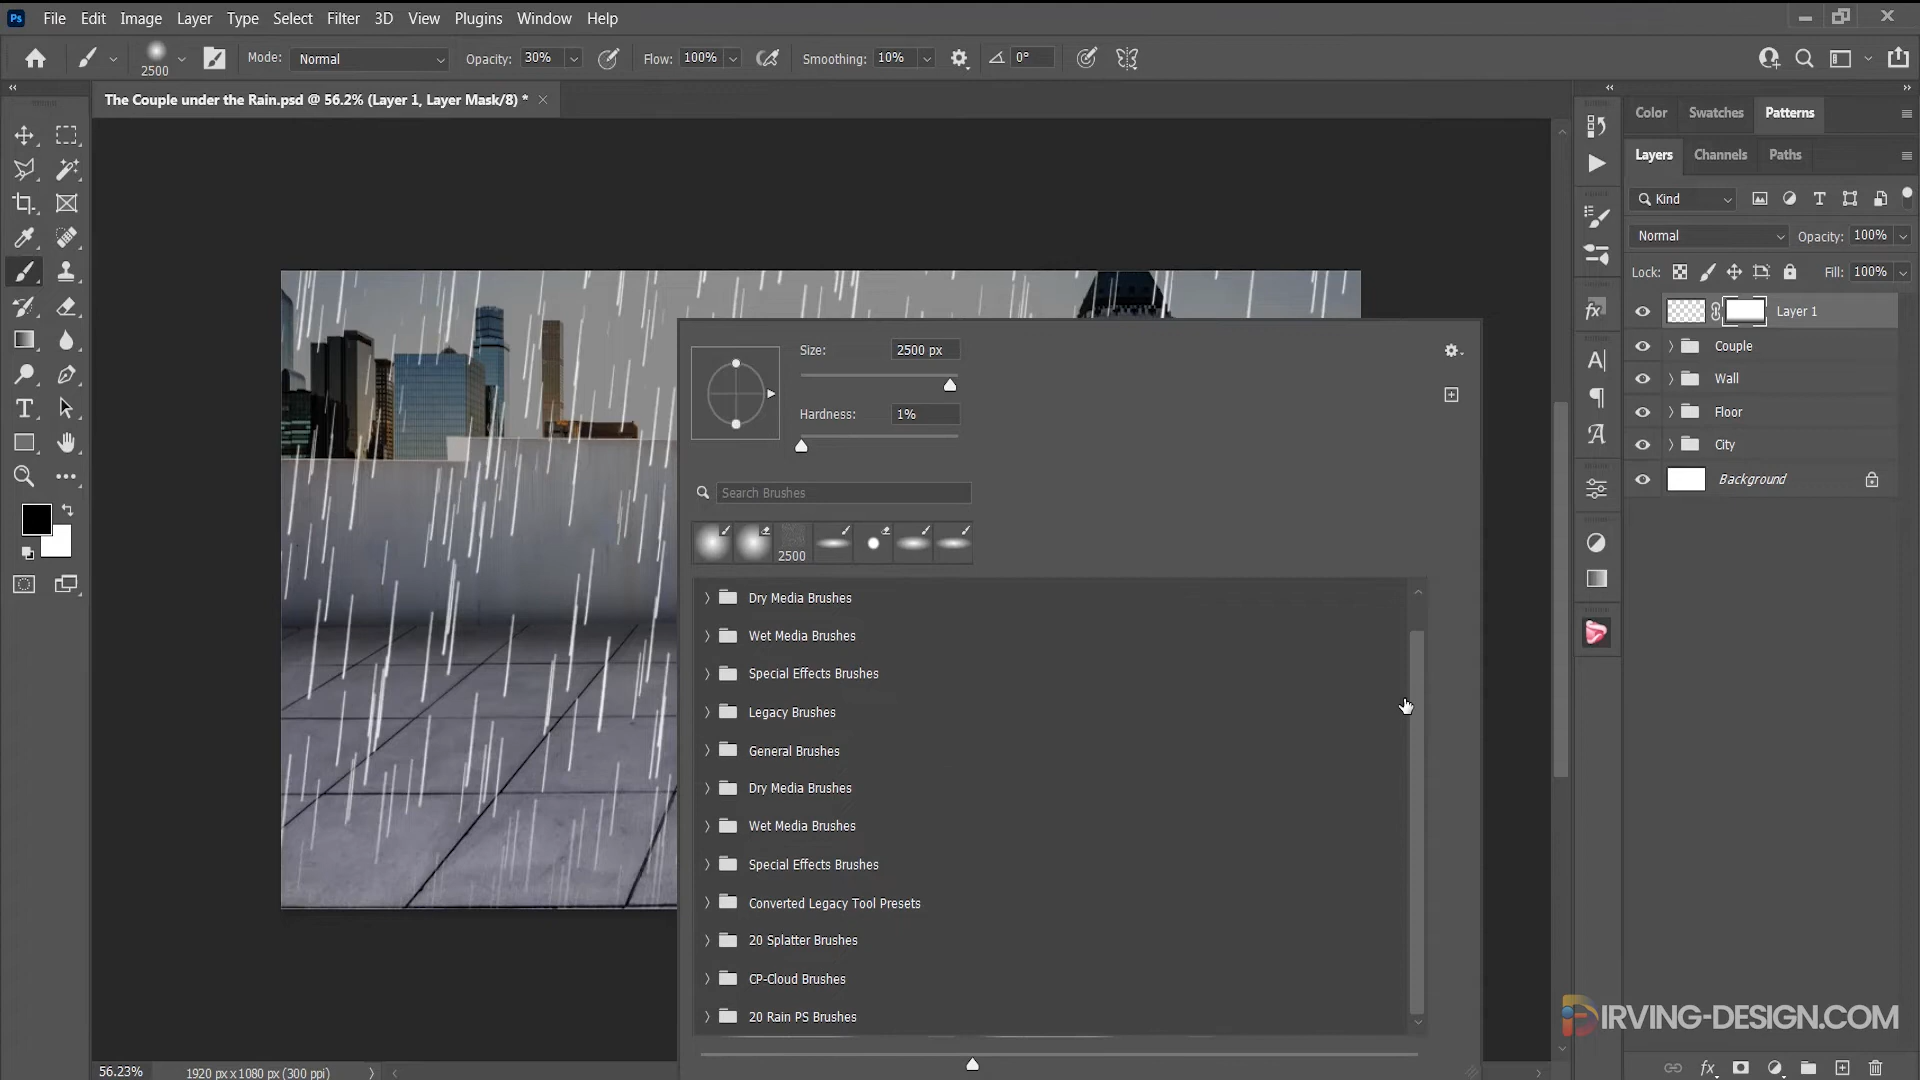 Ps File Edit Image Layer Type Select Filter 3D View Plugins Window Help
2500 Mode: Normal Opacity: 30% Flow: 100% Smoothing: 10% 0°
The Couple under the Rain.psd @ 56.2% (Layer 1, Layer Mask/8) *
Color Swatches Patterns
Layers Channels Paths
Kind
Normal Opacity: 100%
Lock: Fill: 100%
Layer 1
Couple
Wall
Floor
City
Background
Size: 2500 px
Hardness: 1%
Search Brushes
2500
Dry Media Brushes
Wet Media Brushes
Special Effects Brushes
Legacy Brushes
General Brushes
Dry Media Brushes
Wet Media Brushes
Special Effects Brushes
Converted Legacy Tool Presets
20 Splatter Brushes
CP-Cloud Brushes
20 Rain PS Brushes
IRVING-DESIGN.COM
56.23% 1920 px x 1080 px (300 ppi)